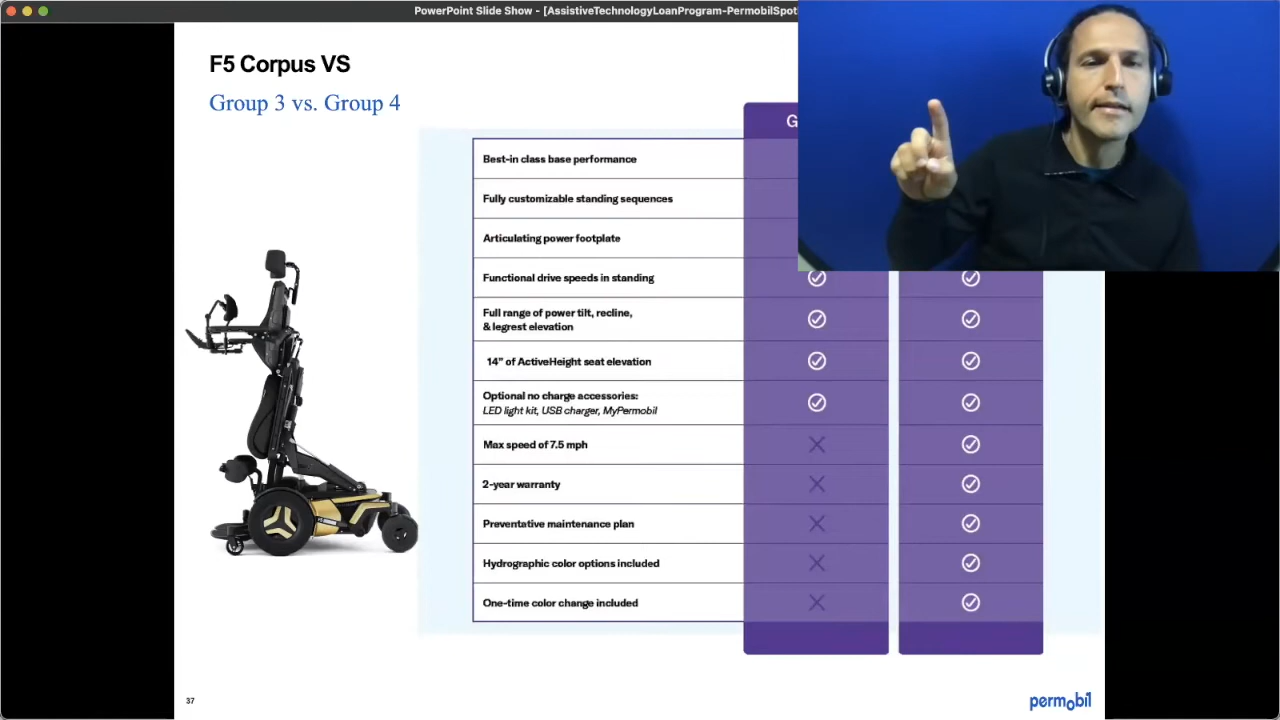 PowerPoint Slide Show - [AssistiveTechnologyLoanProgram-PermobilSpot
F5 Corpus VS
Group 3 vs. Group 4
G
Best-in class base performance
Fully customizable standing sequences
Articulating power footplate
Functional drive speeds in standing
Full range of power tilt, recline,
& legrest elevation
14” of ActiveHeight seat elevation
Optional no charge accessories:
LED light kit, USB charger, MyPermobil
Max speed of 7.5 mph
2-year warranty
Preventative maintenance plan
Hydrographic color options included
One-time color change included
37
permobil